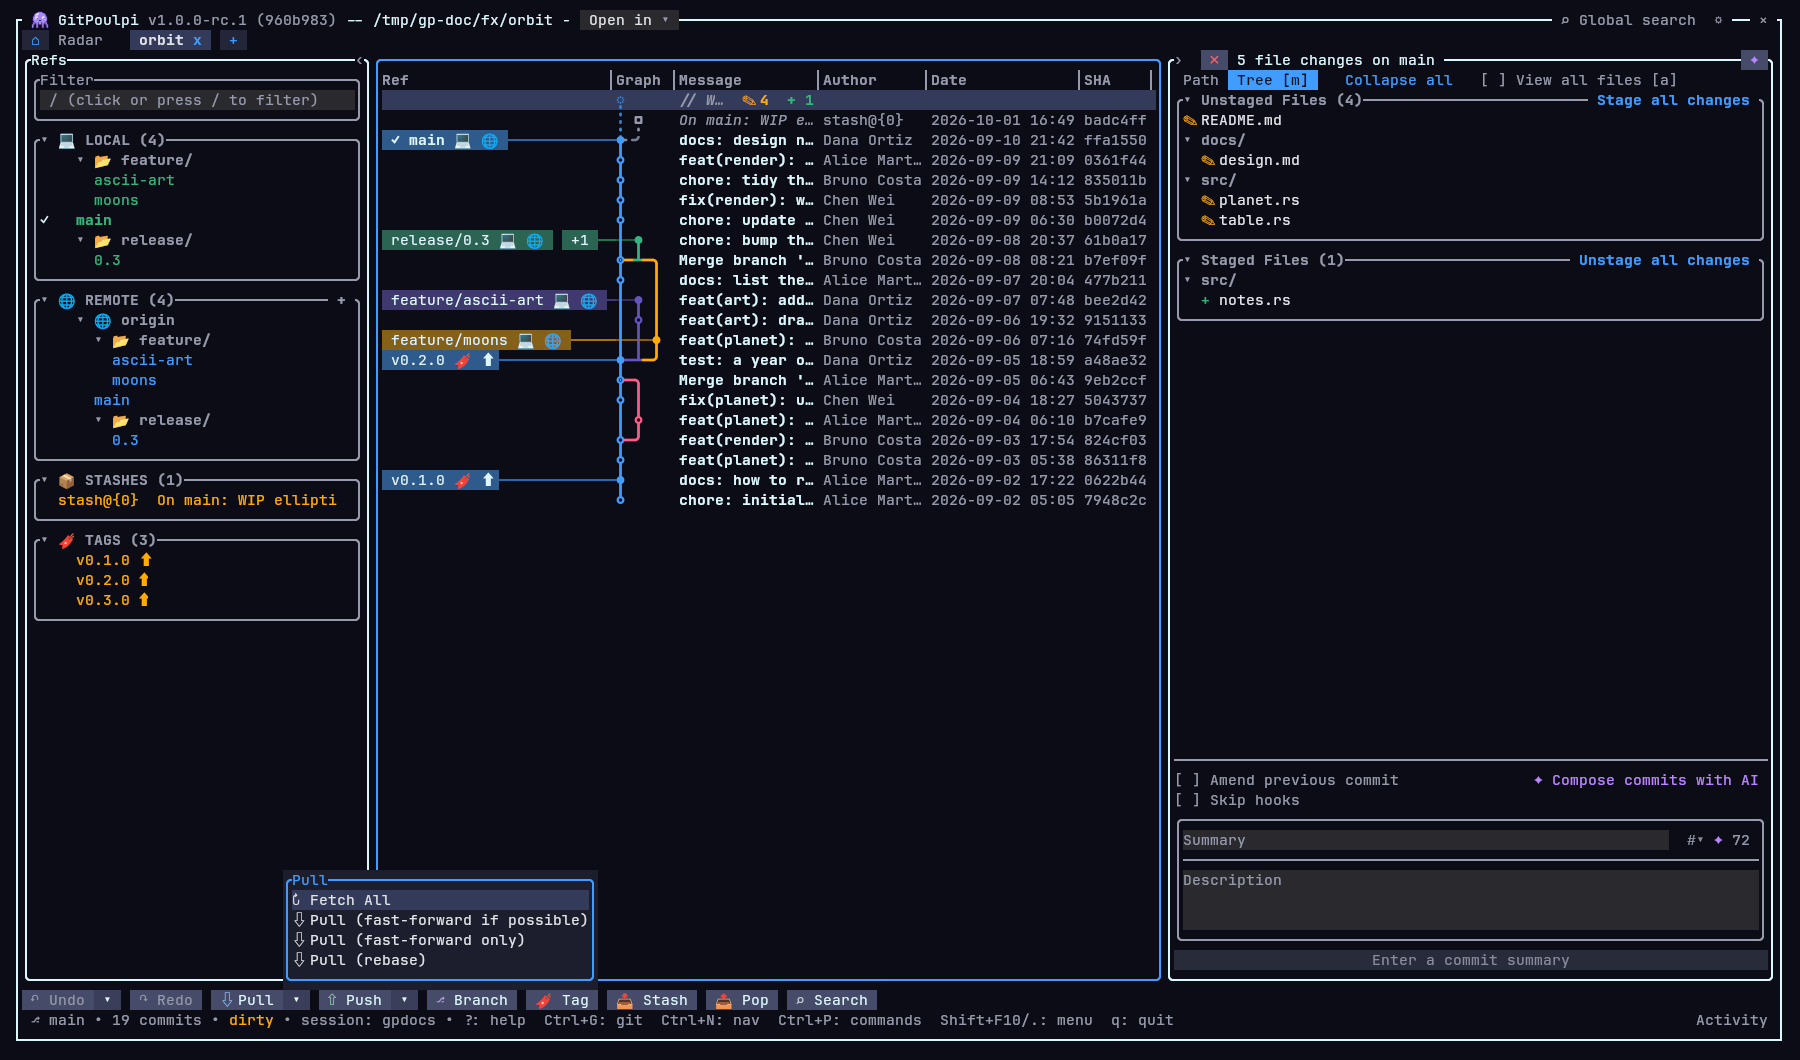 GitPoulpi v1.0.0-rc.1 (960b983) —— /tmp/gp-doc/fx/orbit - Open in ▾ ⌕ Global search ⚙ — ×
⌂ Radar orbit x +
Refs ‹
Filter
/ (click or press / to filter)
▾ 💻 LOCAL (4)
▾ 📂 feature/
ascii-art
moons
✓ main
▾ 📂 release/
0.3
▾ 🌐 REMOTE (4) +
▾ 🌐 origin
▾ 📂 feature/
ascii-art
moons
main
▾ 📂 release/
0.3
▾ 📦 STASHES (1)
stash@{0} On main: WIP ellipti
▾ 🔖 TAGS (3)
v0.1.0 ⬆
v0.2.0 ⬆
v0.3.0 ⬆
Ref Graph Message Author Date SHA
// W… ✎ 4 + 1
On main: WIP e… stash@{0} 2026-10-01 16:49 badc4ff
✓ main 💻 🌐 docs: design n… Dana Ortiz 2026-09-10 21:42 ffa1550
feat(render): … Alice Mart… 2026-09-09 21:09 0361f44
chore: tidy th… Bruno Costa 2026-09-09 14:12 835011b
fix(render): w… Chen Wei 2026-09-09 08:53 5b1961a
chore: update … Chen Wei 2026-09-09 06:30 b0072d4
release/0.3 💻 🌐 +1 chore: bump th… Chen Wei 2026-09-08 20:37 61b0a17
Merge branch '… Bruno Costa 2026-09-08 08:21 b7ef09f
docs: list the… Alice Mart… 2026-09-07 20:04 477b211
feature/ascii-art 💻 🌐 feat(art): add… Dana Ortiz 2026-09-07 07:48 bee2d42
feat(art): dra… Dana Ortiz 2026-09-06 19:32 9151133
feature/moons 💻 🌐 feat(planet): … Bruno Costa 2026-09-06 07:16 74fd59f
v0.2.0 🔖 ⬆ test: a year o… Dana Ortiz 2026-09-05 18:59 a48ae32
Merge branch '… Alice Mart… 2026-09-05 06:43 9eb2ccf
fix(planet): u… Chen Wei 2026-09-04 18:27 5043737
feat(planet): … Alice Mart… 2026-09-04 06:10 b7cafe9
feat(render): … Bruno Costa 2026-09-03 17:54 824cf03
feat(planet): … Bruno Costa 2026-09-03 05:38 86311f8
v0.1.0 🔖 ⬆ docs: how to r… Alice Mart… 2026-09-02 17:22 0622b44
chore: initial… Alice Mart… 2026-09-02 05:05 7948c2c
Pull
↻ Fetch All
⇩ Pull (fast-forward if possible)
⇩ Pull (fast-forward only)
⇩ Pull (rebase)
› ✕ 5 file changes on main ✦
Path Tree [m] Collapse all [ ] View all files [a]
▾ Unstaged Files (4) Stage all changes
✎ README.md
▾ docs/
✎ design.md
▾ src/
✎ planet.rs
✎ table.rs
▾ Staged Files (1) Unstage all changes
▾ src/
+ notes.rs
[ ] Amend previous commit ✦ Compose commits with AI
[ ] Skip hooks
Summary #▾ ✦ 72
Description
Enter a commit summary
↶ Undo ▾ ↷ Redo ⇩ Pull ▾ ⇧ Push ▾ ⎇ Branch 🔖 Tag 📥 Stash 📤 Pop ⌕ Search
⎇ main • 19 commits • dirty • session: gpdocs • ?: help Ctrl+G: git Ctrl+N: nav Ctrl+P: commands Shift+F10/.: menu q: quit Activity